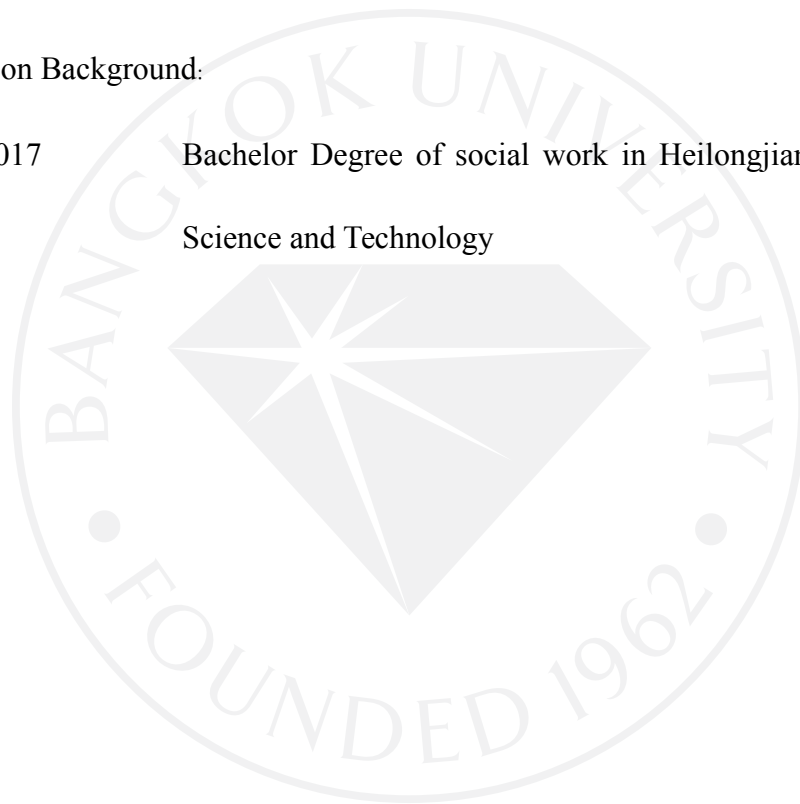 on Background:
017 Bachelor Degree of social work in Heilongjian
Science and Technology
BANGKOK UNIVERSITY
• FOUNDED 1962 •